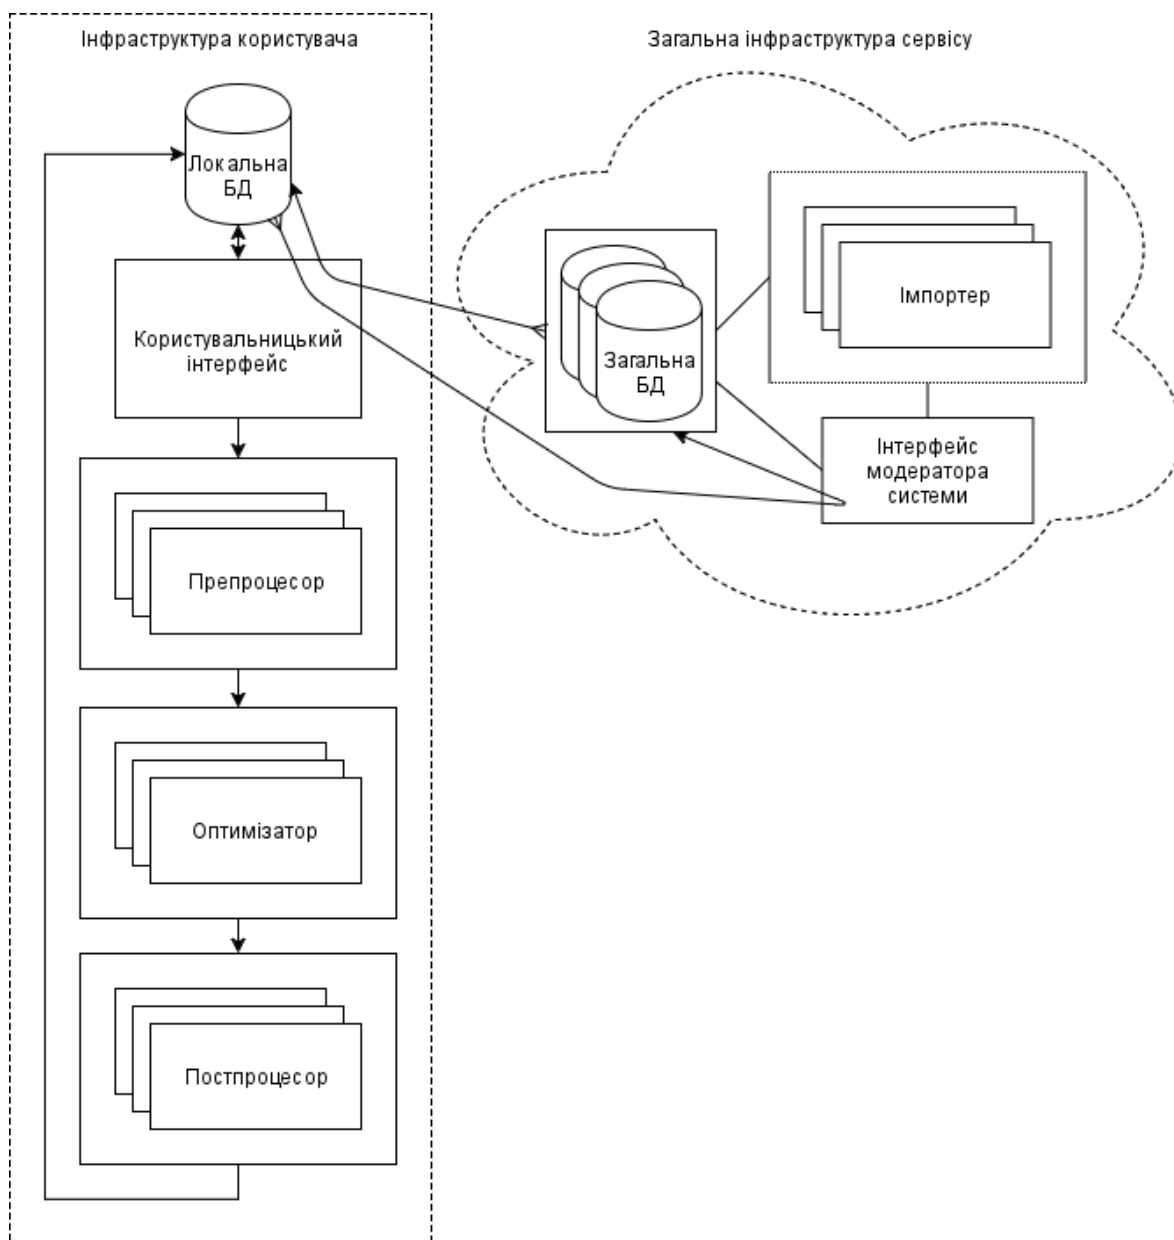 Інфраструктура користувача
Загальна інфраструктура сервісу
Локальна
БД
Користувальницький
інтерфейс
Препроцесор
Оптимізатор
Постпроцесор
Загальна
БД
Імпортер
Інтерфейс
модератора
системи